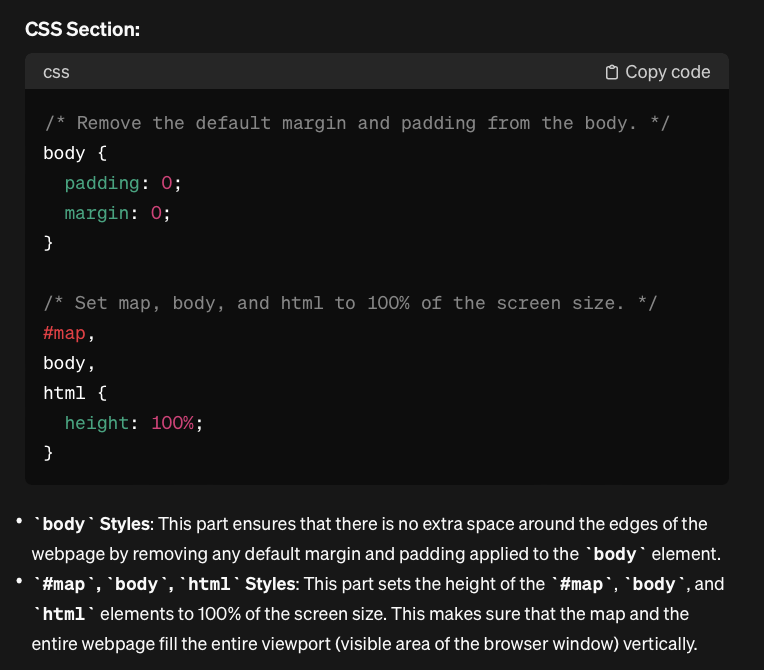 CSS Section:
css
Copy code
/* Remove the default margin and padding from the body. */
body {
padding: 0;
margin: 0;
}
/* Set map, body, and html to 100% of the screen size. */
#map,
body,
html {
height: 100%;
}
• `body` Styles: This part ensures that there is no extra space around the edges of the
webpage by removing any default margin and padding applied to the `body` element.
• `#map`, `body`, `html` Styles: This part sets the height of the `#map`, `body`, and
`html` elements to 100% of the screen size. This makes sure that the map and the
entire webpage fill the entire viewport (visible area of the browser window) vertically.